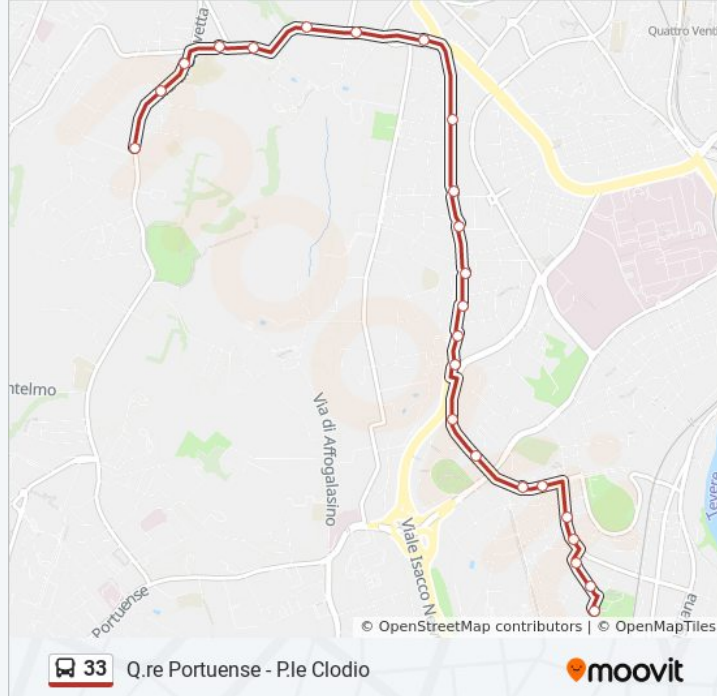 Quattro Venti
vetta
ntelmo
Via di Affogalasino
Viale Isacco N
Tevere
Portuense
ana
© OpenStreetMap contributors | © OpenMapTiles
33 Q.re Portuense - P.le Clodio
moovit